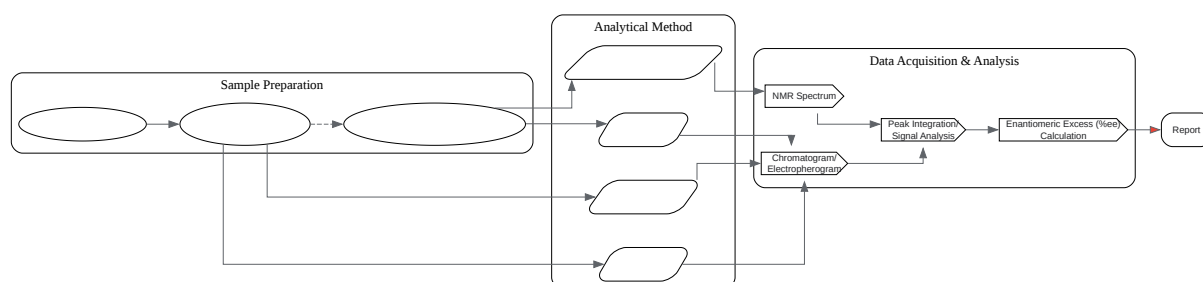 Analytical Method
Sample Preparation
Data Acquisition & Analysis
NMR Spectrum
Peak Integration/
Signal Analysis
Enantiomeric Excess (%ee)
Calculation
Report
Chromatogram/
Electropherogram